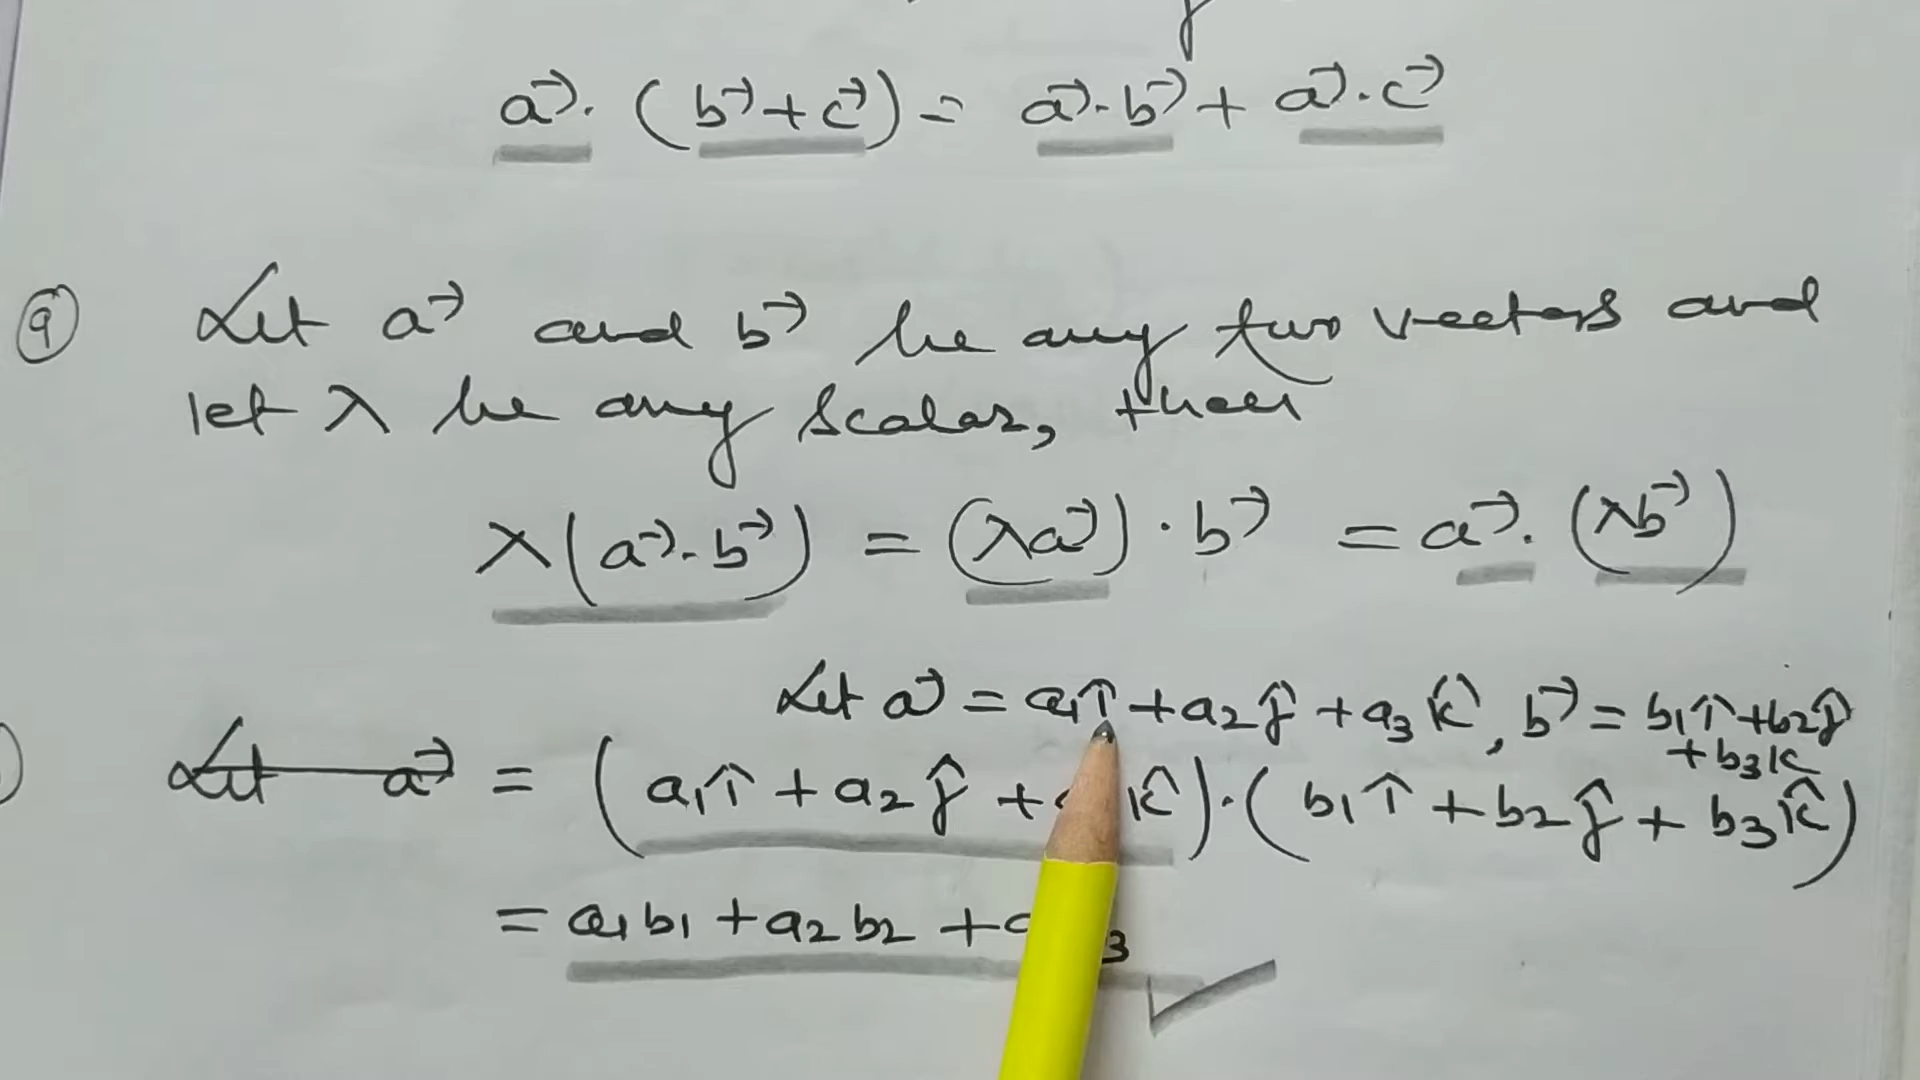 a⃗ · (b⃗ + c⃗) = a⃗ · b⃗ + a⃗ · c⃗
⑨ Let a⃗ and b⃗ be any two vectors and
let λ be any scalar, then
λ(a⃗ · b⃗) = (λa⃗) · b⃗ = a⃗ · (λb⃗)
Let a⃗ = a₁î + a₂ĵ + a₃k̂, b⃗ = b₁î + b₂ĵ
+ b₃k
Let a⃗ = (a₁î + a₂ĵ + k̂) · (b₁î + b₂ĵ + b₃k̂)
= a₁b₁ + a₂b₂ + ₃